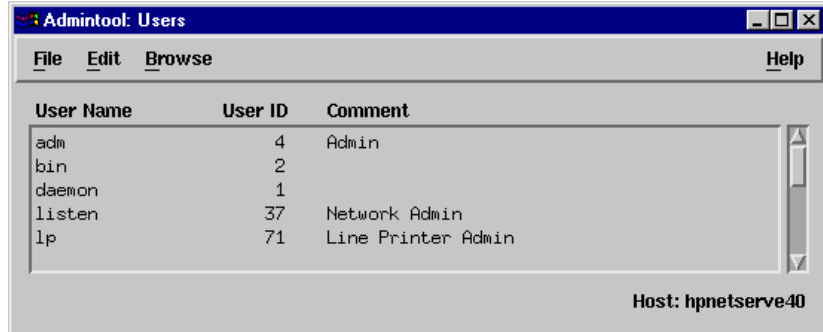 Admintool: Users
File Edit Browse Help
User Name User ID Comment
adm 4 Admin
bin 2
daemon 1
listen 37 Network Admin
lp 71 Line Printer Admin
Host: hpnetserve40